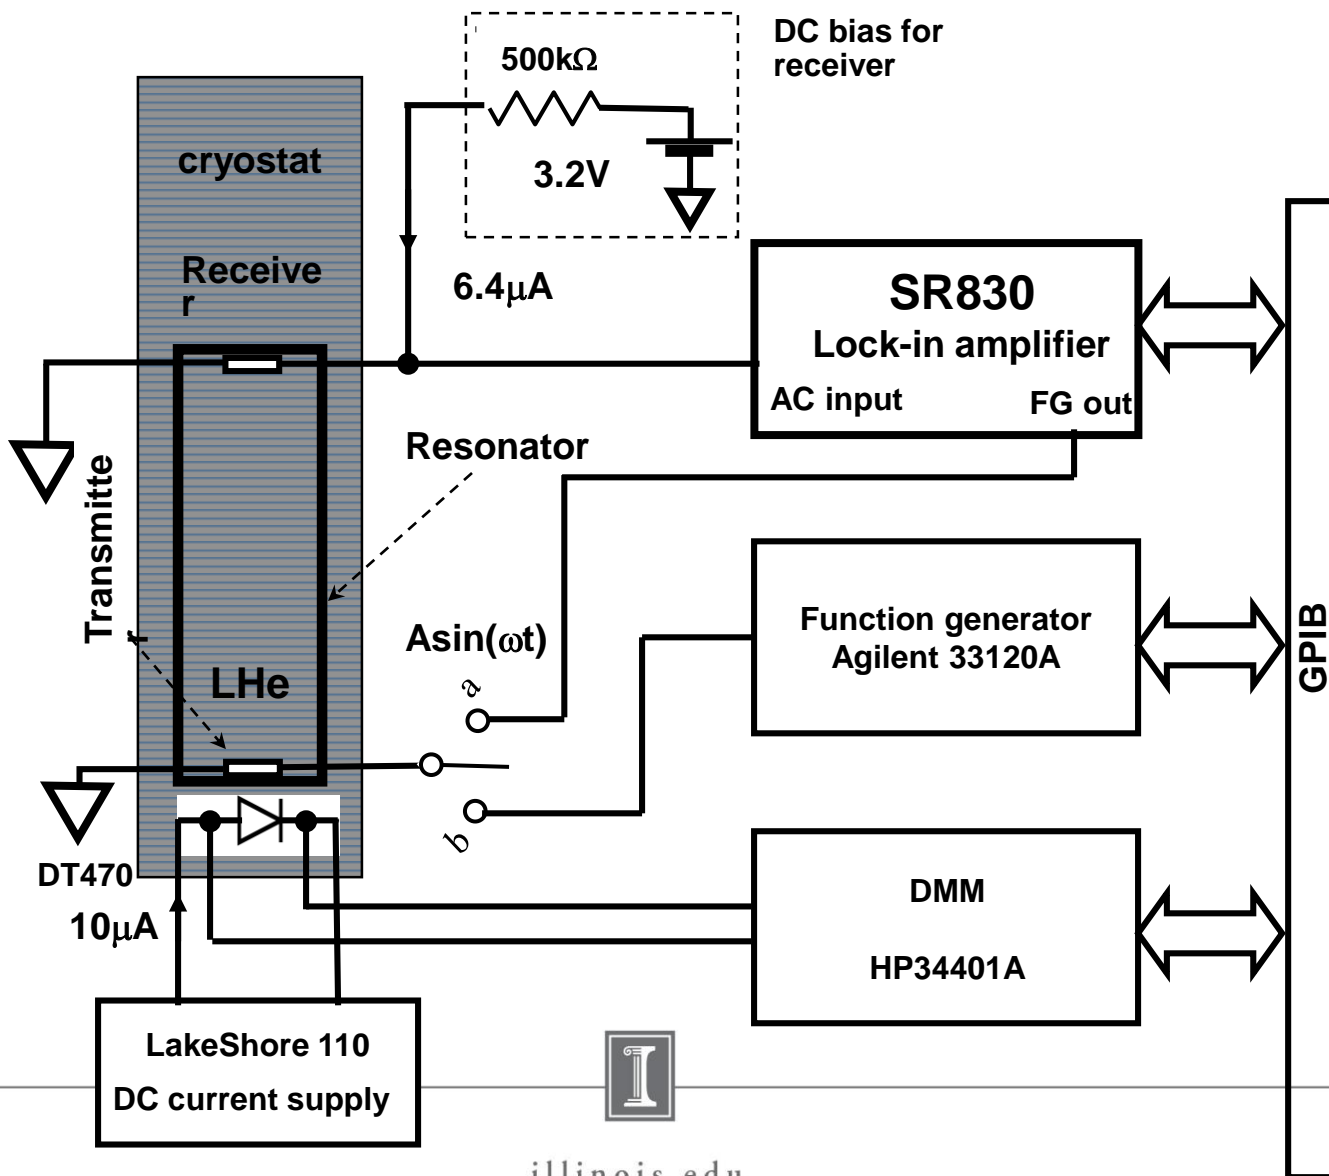 DC bias for
receiver
500kΩ
3.2V
cryostat
Receive
r
6.4μA
SR830
Lock-in amplifier
AC input
FG out
Resonator
Transmitte
r
Asin(ωt)
a
Function generator
Agilent 33120A
GPIB
LHe
b
DT470
10μA
DMM
HP34401A
LakeShore 110
DC current supply
I
illinois.edu